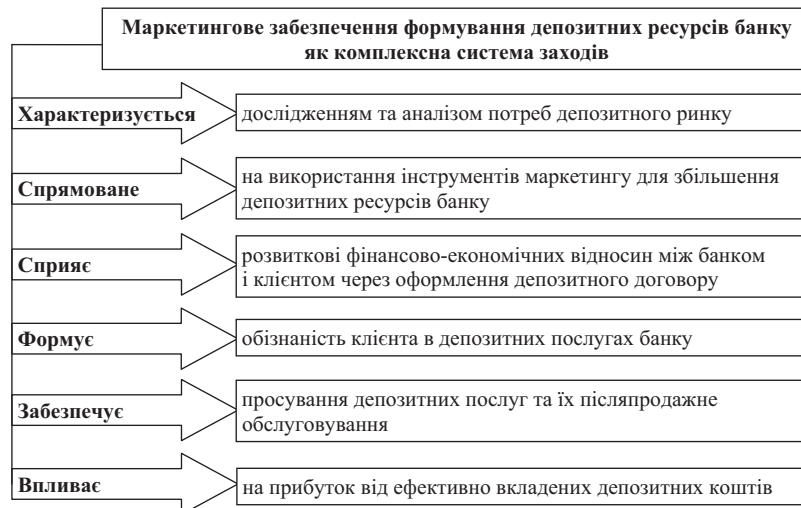 Маркетингове забезпечення формування депозитних ресурсів банку
як комплексна система заходів
Характеризується
дослідженням та аналізом потреб депозитного ринку
Спрямоване
на використання інструментів маркетингу для збільшення
депозитних ресурсів банку
Сприяє
розвиткові фінансово-економічних відносин між банком
і клієнтом через оформлення депозитного договору
Формує
обізнаність клієнта в депозитних послугах банку
Забезпечує
просування депозитних послуг та їх післяпродажне
обслуговування
Впливає
на прибуток від ефективно вкладених депозитних коштів